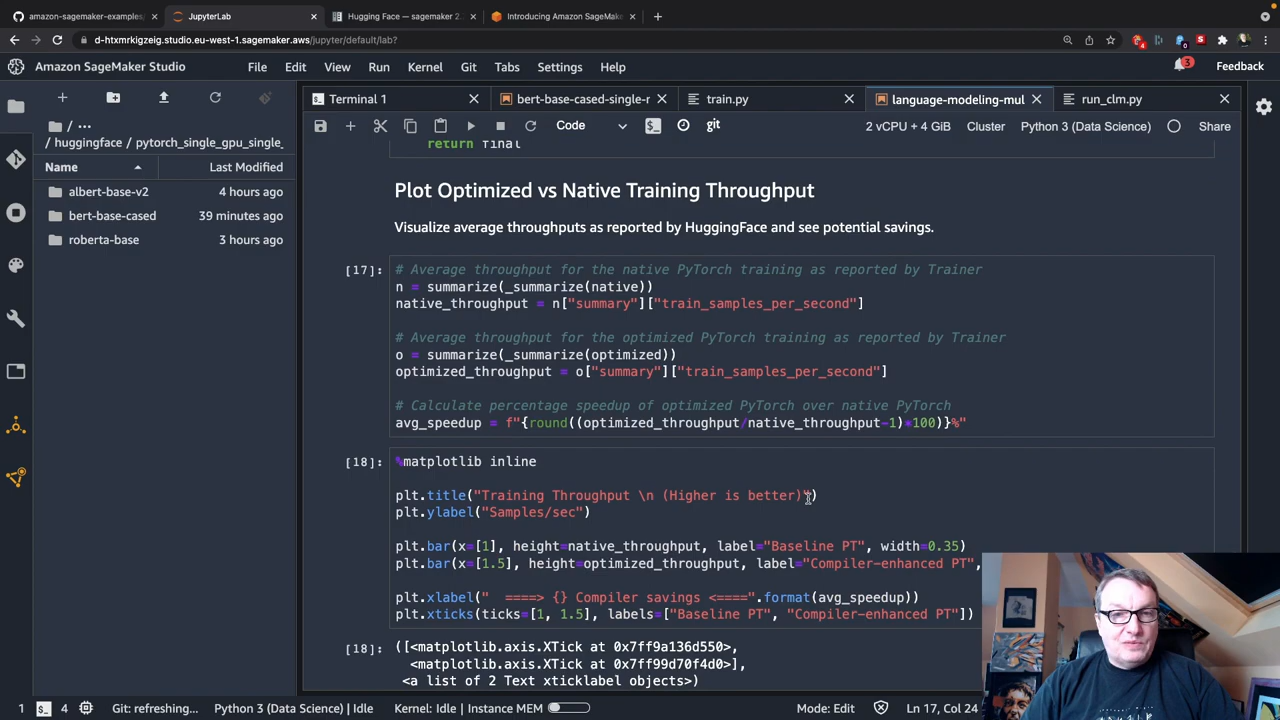 amazon-sagemaker-examples/
JupyterLab
Hugging Face — sagemaker 2.
Introducing Amazon SageMake
d-htxmrkigzeig.studio.eu-west-1.sagemaker.aws/jupyter/default/lab?
Amazon SageMaker Studio
File Edit View Run Kernel Git Tabs Settings Help
3
Feedback
Terminal 1
bert-base-cased-single-r
train.py
language-modeling-mul
run_clm.py
Code
git
2 vCPU + 4 GiB
Cluster
Python 3 (Data Science)
Share
/ ...
/ huggingface / pytorch_single_gpu_single_
Name
Last Modified
albert-base-v2 4 hours ago
bert-base-cased 39 minutes ago
roberta-base 3 hours ago
return final
Plot Optimized vs Native Training Throughput
Visualize average throughputs as reported by HuggingFace and see potential savings.
[17]:
# Average throughput for the native PyTorch training as reported by Trainer
n = summarize(_summarize(native))
native_throughput = n["summary"]["train_samples_per_second"]
# Average throughput for the optimized PyTorch training as reported by Trainer
o = summarize(_summarize(optimized))
optimized_throughput = o["summary"]["train_samples_per_second"]
# Calculate percentage speedup of optimized PyTorch over native PyTorch
avg_speedup = f"{round((optimized_throughput/native_throughput-1)*100)}%"
[18]:
%matplotlib inline
plt.title("Training Throughput \n (Higher is better)")
plt.ylabel("Samples/sec")
plt.bar(x=[1], height=native_throughput, label="Baseline PT", width=0.35)
plt.bar(x=[1.5], height=optimized_throughput, label="Compiler-enhanced PT",
plt.xlabel("  ====> {} Compiler savings <====".format(avg_speedup))
plt.xticks(ticks=[1, 1.5], labels=["Baseline PT", "Compiler-enhanced PT"])
[18]:
([<matplotlib.axis.XTick at 0x7ff9a136d550>,
<matplotlib.axis.XTick at 0x7ff99d70f4d0>],
<a list of 2 Text xticklabel objects>)
1
4
Git: refreshing...
Python 3 (Data Science) | Idle
Kernel: Idle | Instance MEM
Mode: Edit
Ln 17, Col 24